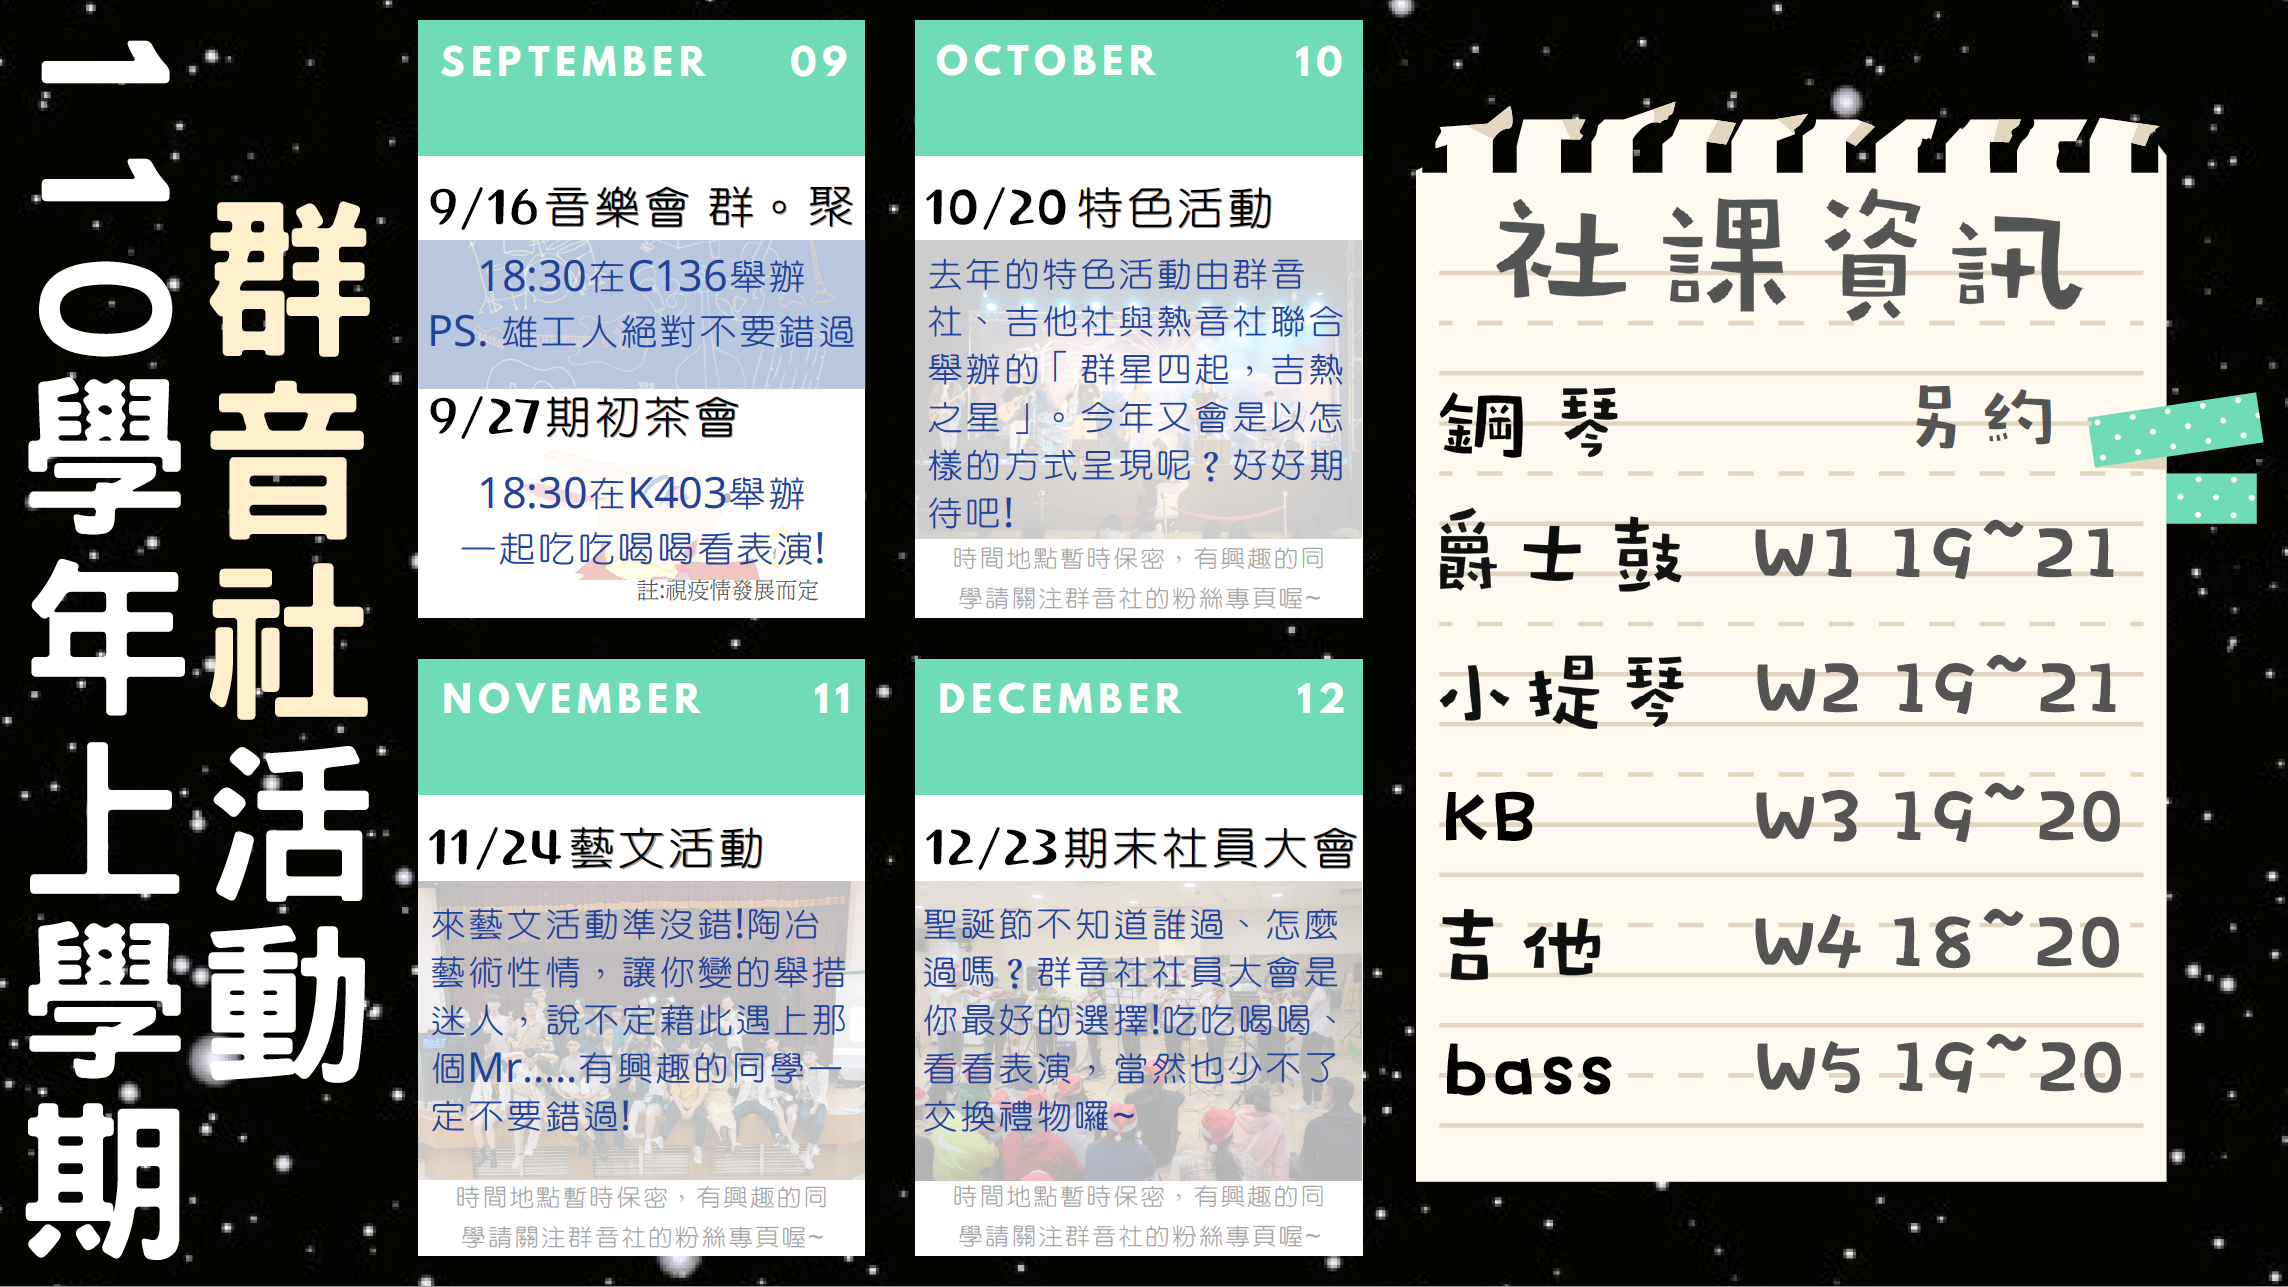 110學年上學期
群音社活動
SEPTEMBER 09
9/16音樂會 群。聚
18:30在C136舉辦
PS. 雄工人絕對不要錯過
9/27期初茶會
18:30在K403舉辦
一起吃吃喝喝看表演!
註:視疫情發展而定
OCTOBER 10
10/20特色活動
去年的特色活動由群音
社、吉他社與熱音社聯合
舉辦的「群星四起,吉熱
之星」。今年又會是以怎
樣的方式呈現呢?好好期
待吧!
時間地點暫時保密,有興趣的同
學請關注群音社的粉絲專頁喔~
NOVEMBER 11
11/24藝文活動
來藝文活動準沒錯!陶冶
藝術性情,讓你變的舉措
迷人,說不定藉此遇上那
個Mr.....有興趣的同學一
定不要錯過!
時間地點暫時保密,有興趣的同
學請關注群音社的粉絲專頁喔~
DECEMBER 12
12/23期末社員大會
聖誕節不知道誰過、怎麼
過嗎?群音社社員大會是
你最好的選擇!吃吃喝喝、
看看表演,當然也少不了
交換禮物囉~
時間地點暫時保密,有興趣的同
學請關注群音社的粉絲專頁喔~
社課資訊
鋼琴 另約
爵士鼓 W1 19~21
小提琴 W2 19~21
KB W3 19~20
吉他 W4 18~20
bass W5 19~20